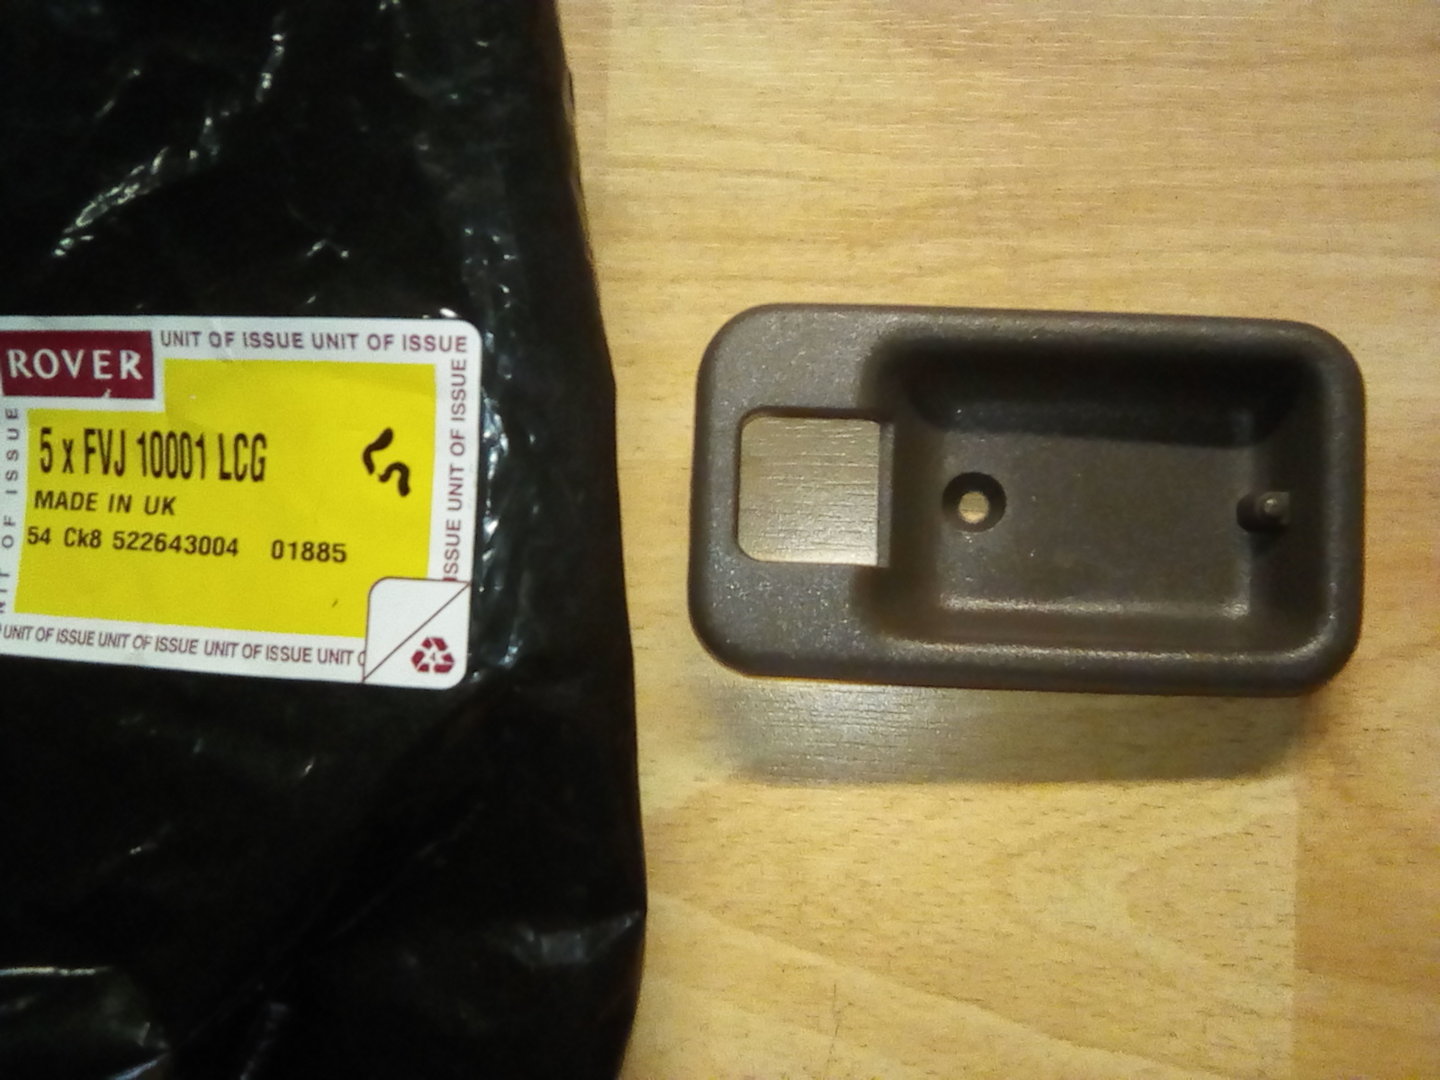 ROVER
UNIT OF ISSUE UNIT OF ISSUE
5 x FVJ 10001 LCG
MADE IN UK
54 Ck8 522643004 01885
ISSUE UNIT OF ISSUE
OF ISSUE
UNIT OF ISSUE UNIT OF ISSUE UNIT OF ISSUE UNIT